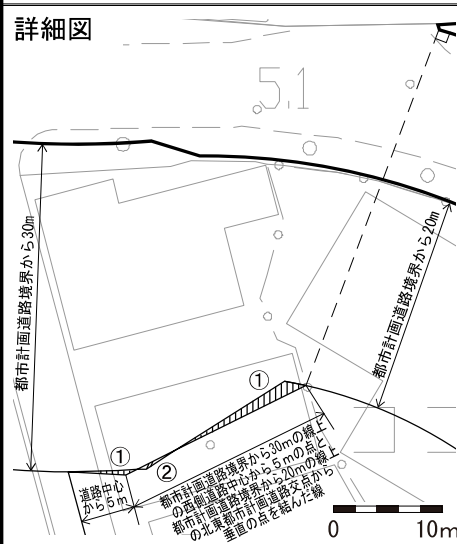 詳細図
5.1
都市計画道路境界から30m
都市計画道路境界から20m
①
①
②
道路中心
から5m
都市計画道路境界から30mの線上
の西側道路中心から5mの点と
都市計画道路境界から20mの線上
の北東都市計画道路交点から
垂直の点を結んだ線
0 10m